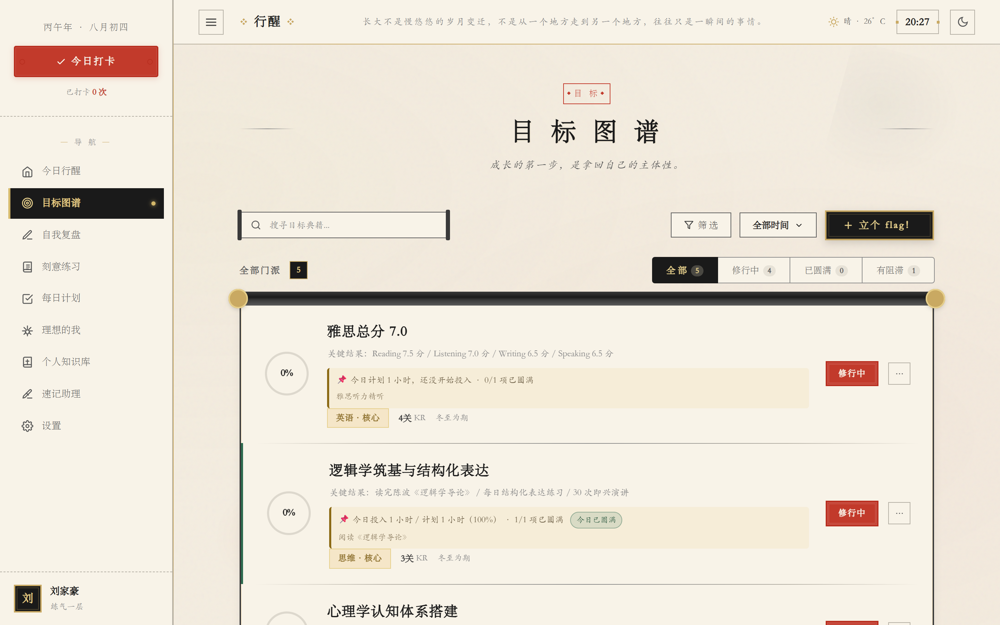 丙午年 · 八月初四
今日打卡
已打卡 0 次
导 航
今日行醒
目标图谱
自我复盘
刻意练习
每日计划
理想的我
个人知识库
速记助理
设置
刘
刘家豪
练气一层
行醒
长大不是慢悠悠的岁月变迁，不是从一个地方走到另一个地方，往往只是一瞬间的事情。
晴 · 26° C
20:27
目 标
目标图谱
成长的第一步，是拿回自己的主体性。
搜寻目标典籍...
筛选
全部时间
立个 flag!
全部门派 5
全部 5
修行中 4
已圆满 0
有阻滞 1
0%
雅思总分 7.0
关键结果：Reading 7.5 分 / Listening 7.0 分 / Writing 6.5 分 / Speaking 6.5 分
📌 今日计划 1 小时，还没开始投入 · 0/1 项已圆满
雅思听力精听
英语 · 核心
4关 KR
冬至为期
修行中
...
0%
逻辑学筑基与结构化表达
关键结果：读完陈波《逻辑学导论》 / 每日结构化表达练习 / 30 次即兴演讲
📌 今日投入 1 小时 / 计划 1 小时（100%） · 1/1 项已圆满 今日已圆满
阅读《逻辑学导论》
思维 · 核心
3关 KR
冬至为期
修行中
...
心理学认知体系搭建